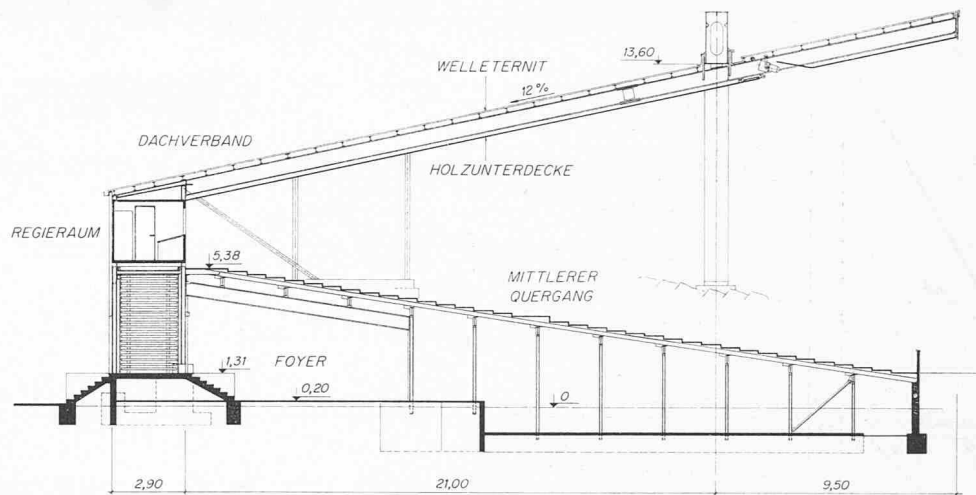 13,60
WELLETERNIT
12%
DACHVERBAND
HOLZUNTERDECKE
REGIERAUM
5,38
MITTLERER
QUERGANG
FOYER
1,31
0,20
0
2,90
21,00
9,50